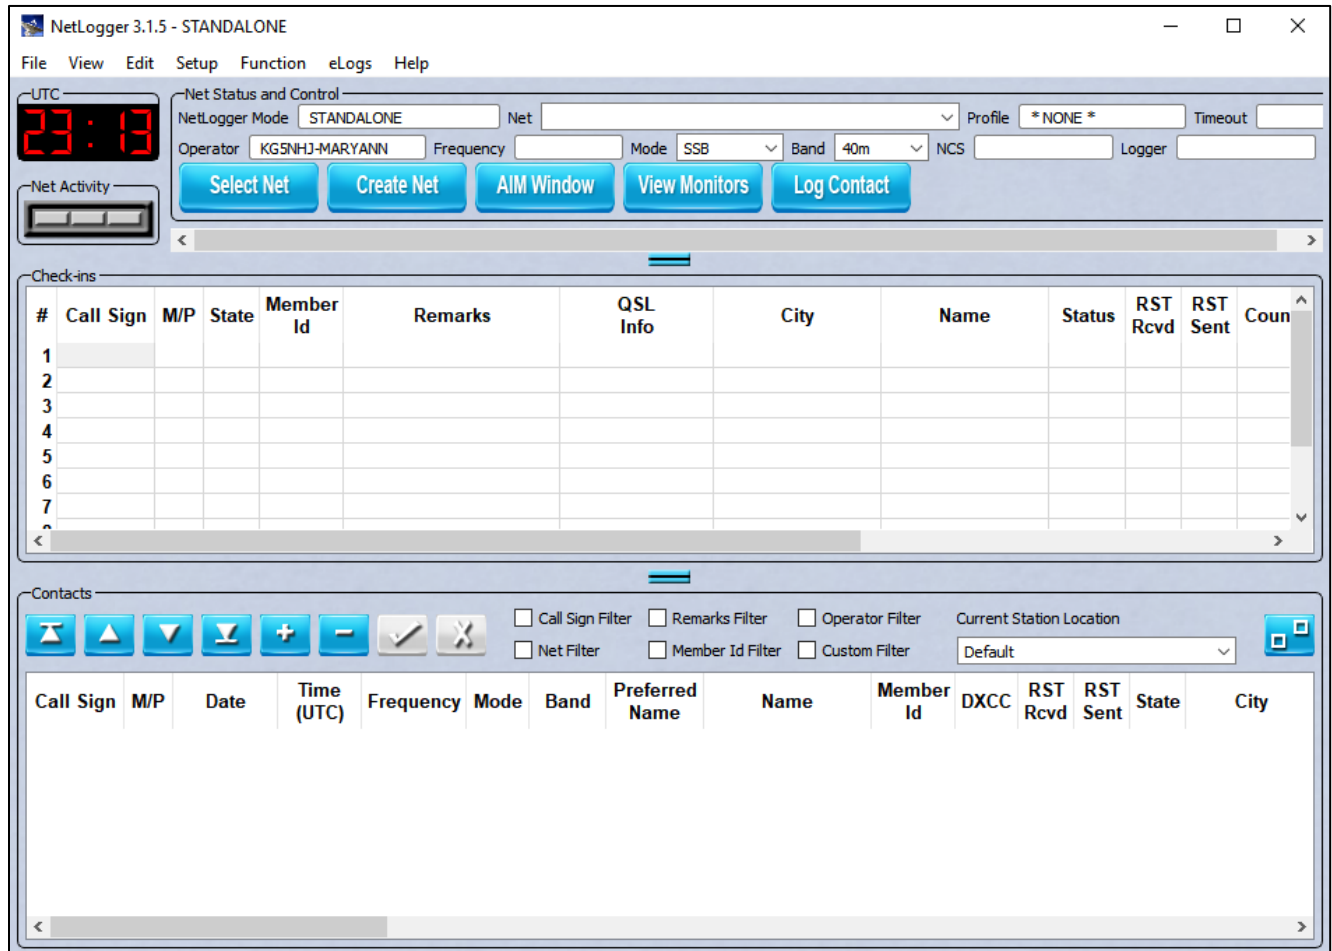 NetLogger 3.1.5 - STANDALONE
File View Edit Setup Function eLogs Help
UTC
23:13
Net Status and Control
NetLogger Mode STANDALONE Net Profile * NONE * Timeout
Operator KG5NHJ-MARYANN Frequency Mode SSB Band 40m NCS Logger
Net Activity
Select Net Create Net AIM Window View Monitors Log Contact
Check-ins
# Call Sign M/P State Member Id Remarks QSL Info City Name Status RST Rcvd RST Sent Coun
1
2
3
4
5
6
7
Contacts
Call Sign Filter Remarks Filter Operator Filter Current Station Location
Net Filter Member Id Filter Custom Filter Default
Call Sign M/P Date Time (UTC) Frequency Mode Band Preferred Name Name Member Id DXCC RST Rcvd RST Sent State City